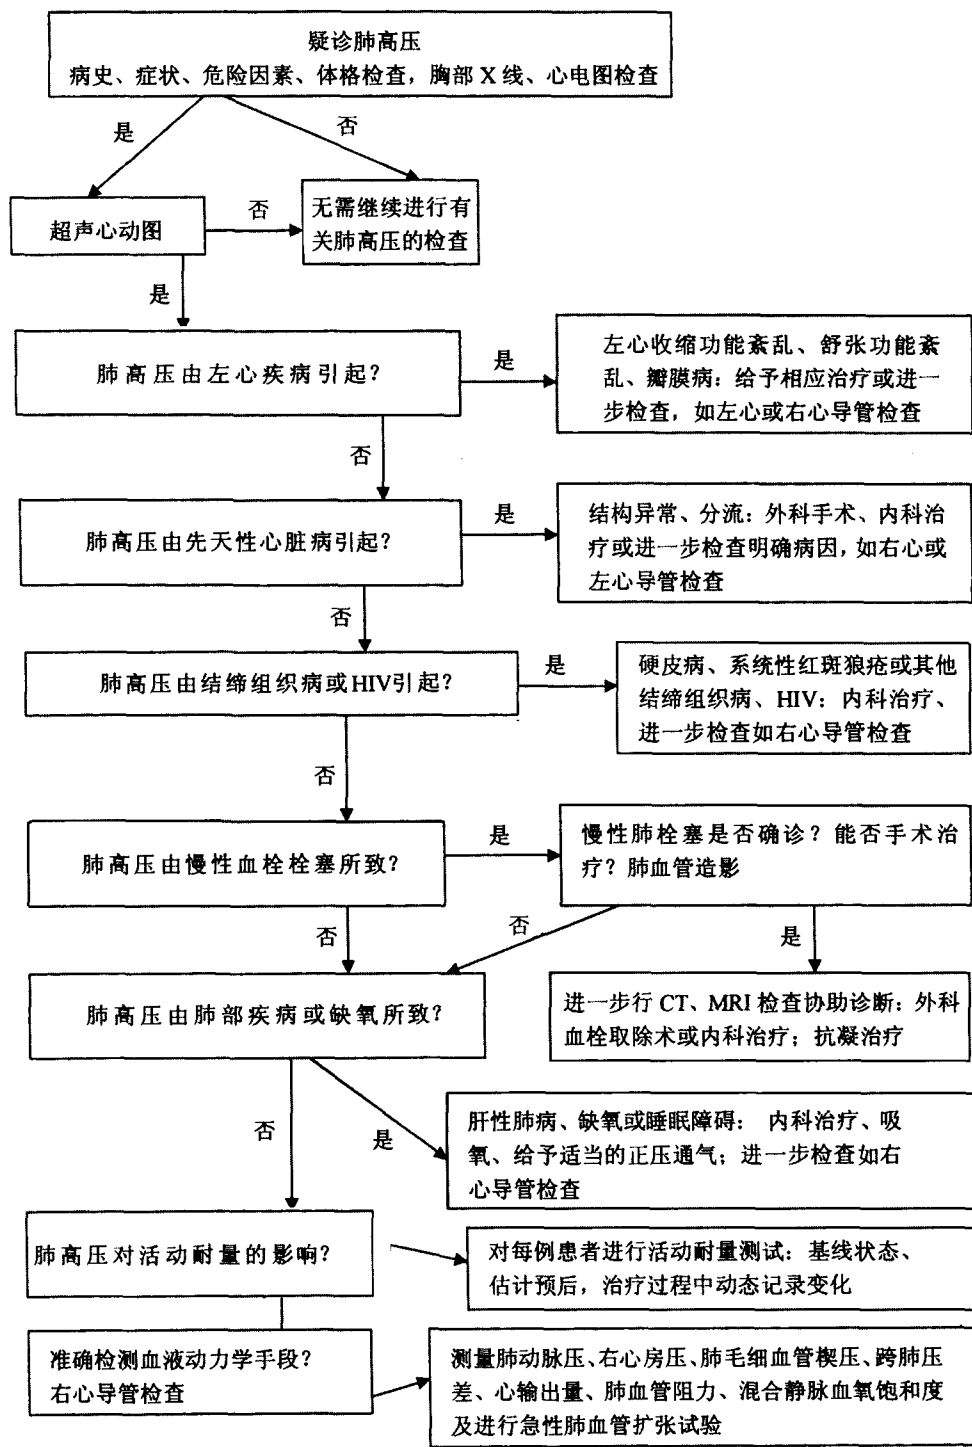 疑诊肺高压
病史、症状、危险因素、体格检查，胸部 X 线、心电图检查
是
否
超声心动图
否
无需继续进行有
关肺高压的检查
是
肺高压由左心疾病引起？
是
左心收缩功能紊乱、舒张功能紊
乱、瓣膜病：给予相应治疗或进一
步检查，如左心或右心导管检查
否
肺高压由先天性心脏病引起？
是
结构异常、分流：外科手术、内科治
疗或进一步检查明确病因，如右心或
左心导管检查
否
肺高压由结缔组织病或HIV引起？
是
硬皮病、系统性红斑狼疮或其他
结缔组织病、HIV：内科治疗、
进一步检查如右心导管检查
否
肺高压由慢性血栓栓塞所致？
是
慢性肺栓塞是否确诊？能否手术治
疗？肺血管造影
否
否
是
肺高压由肺部疾病或缺氧所致？
进一步行 CT、MRI 检查协助诊断：外科
血栓取除术或内科治疗；抗凝治疗
否
是
肝性肺病、缺氧或睡眠障碍： 内科治疗、吸
氧、给予适当的正压通气；进一步检查如右
心导管检查
肺高压对活动耐量的影响？
对每例患者进行活动耐量测试：基线状态、
估计预后，治疗过程中动态记录变化
准确检测血液动力学手段？
右心导管检查
测量肺动脉压、右心房压、肺毛细血管楔压、跨肺压
差、心输出量、肺血管阻力、混合静脉血氧饱和度
及进行急性肺血管扩张试验